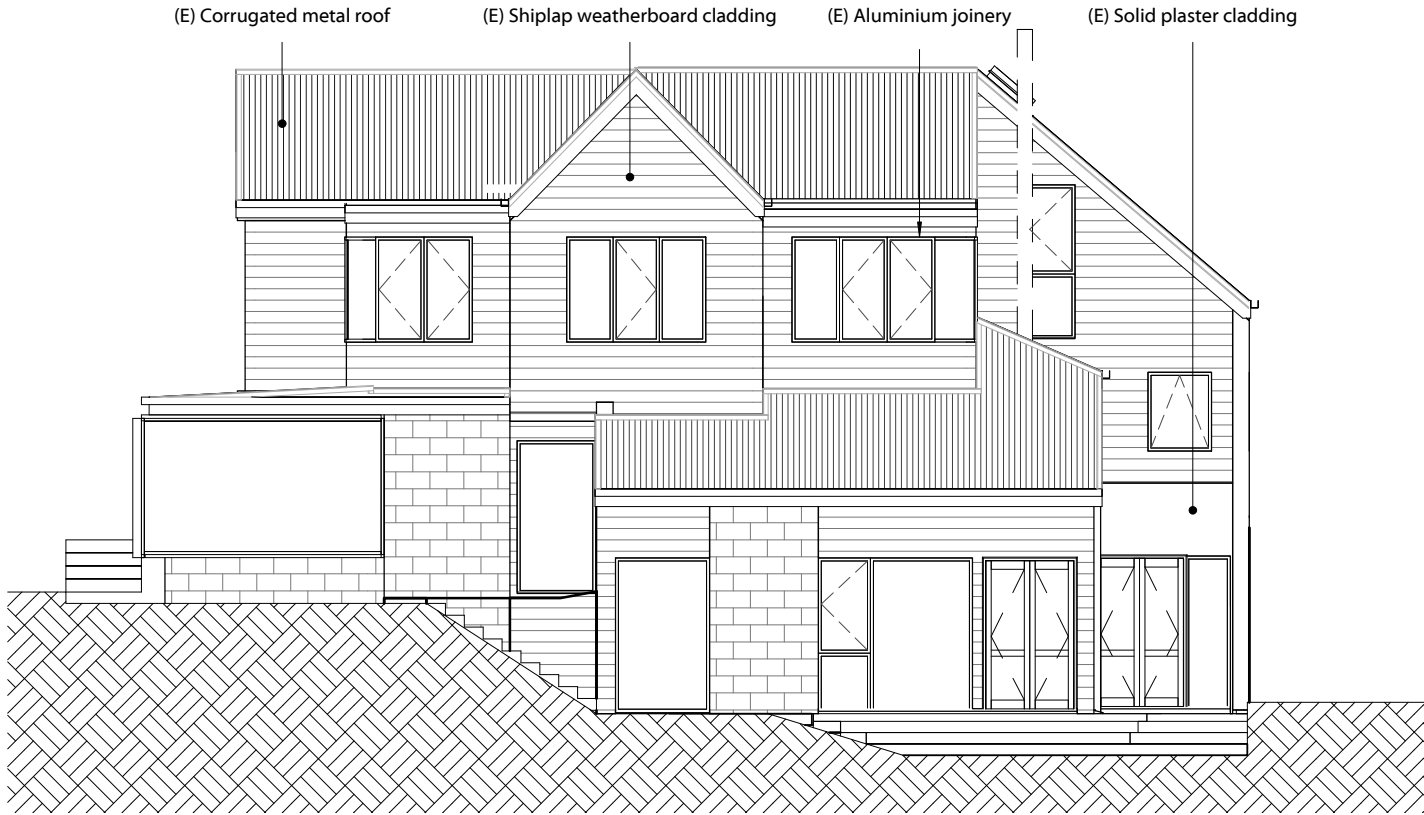 (E) Corrugated metal roof
(E) Shiplap weatherboard cladding
(E) Aluminium joinery
(E) Solid plaster cladding